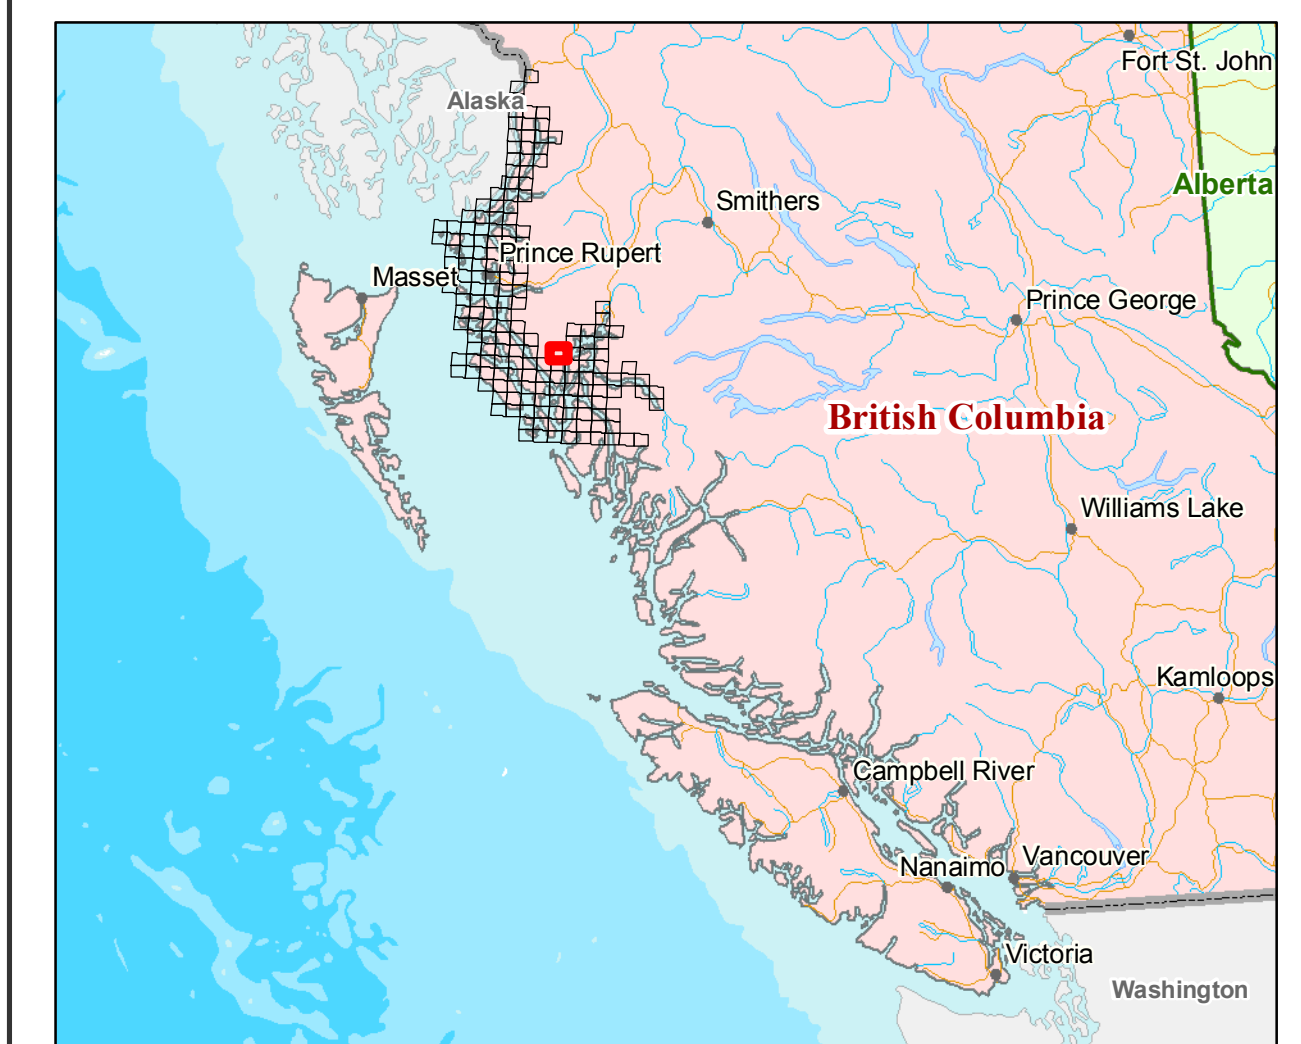 Fort St. John
Alaska
Alberta
Smithers
Prince Rupert
Masset
Prince George
British Columbia
Williams Lake
Kamloops
Campbell River
Vancouver
Nanaimo
Victoria
Washington